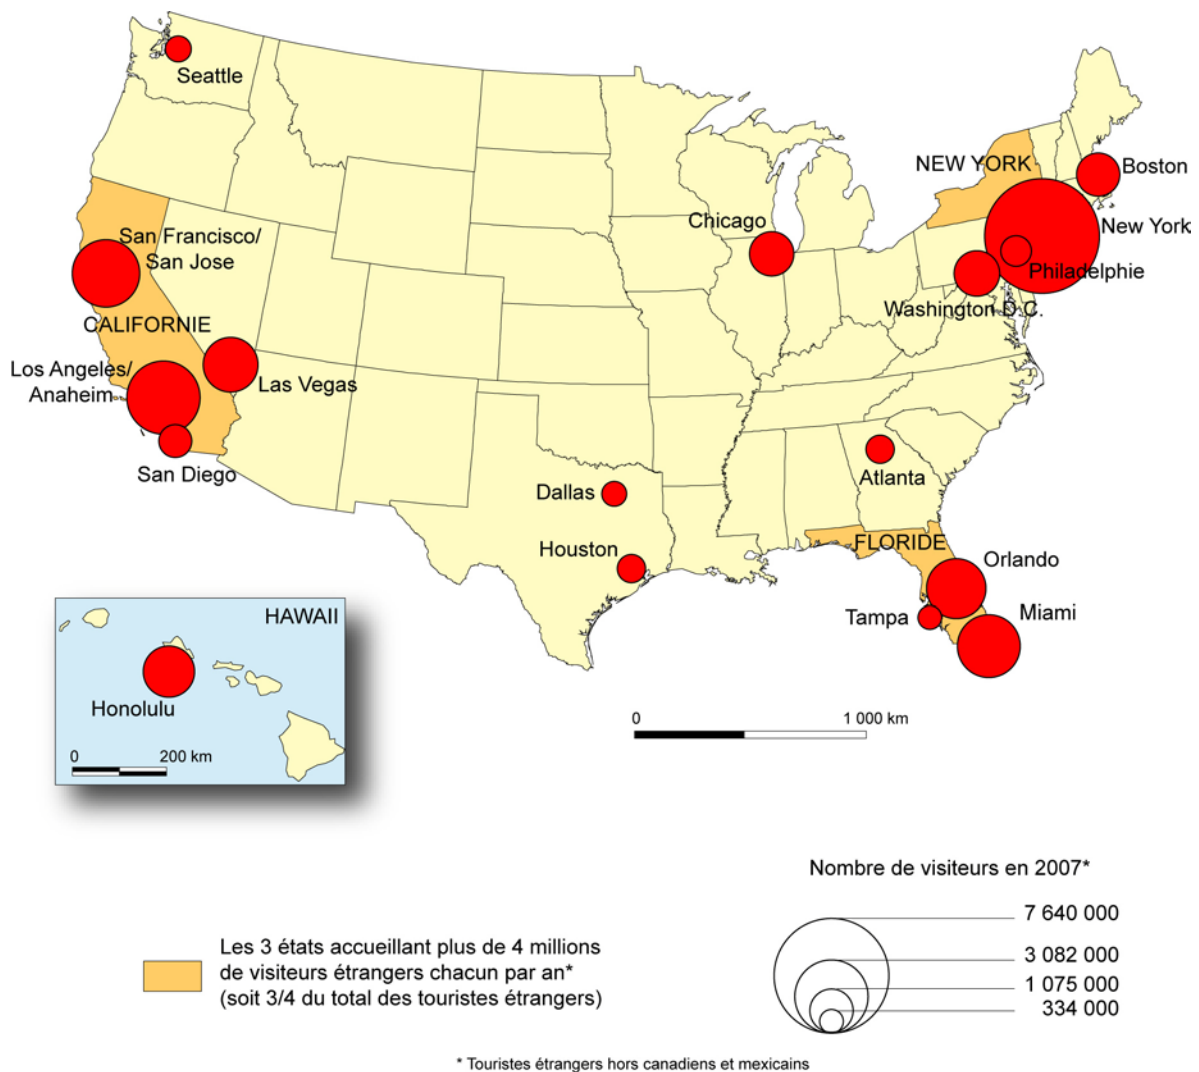 Seattle
NEW YORK
Boston
Chicago
New York
San Francisco/
San Jose
Philadelphie
Washington D.C.
CALIFORNIE
Los Angeles/
Anaheim
Las Vegas
San Diego
Atlanta
Dallas
Houston
FLORIDE
Orlando
Tampa
Miami
HAWAII
Honolulu
0 200 km
0 1 000 km
Nombre de visiteurs en 2007*
7 640 000
3 082 000
1 075 000
334 000
Les 3 états accueillant plus de 4 millions
de visiteurs étrangers chacun par an*
(soit 3/4 du total des touristes étrangers)
* Touristes étrangers hors canadiens et mexicains